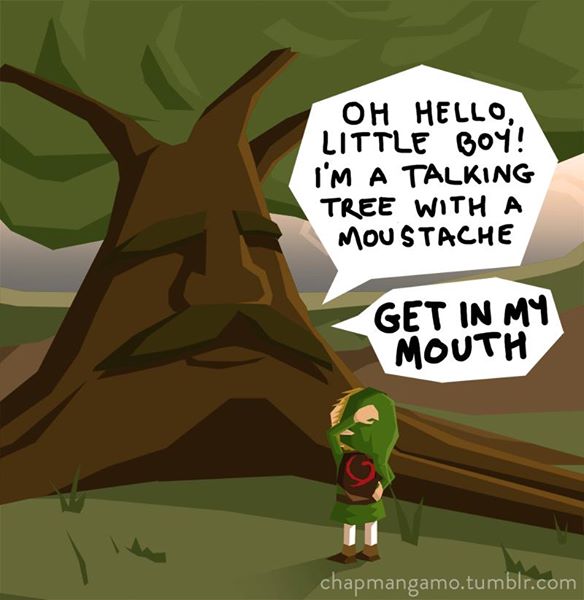 OH HELLO,
LITTLE BOY!
I'M A TALKING
TREE WITH A
MOUSTACHE
GET IN MY
MOUTH
chapmangamo.tumblr.com